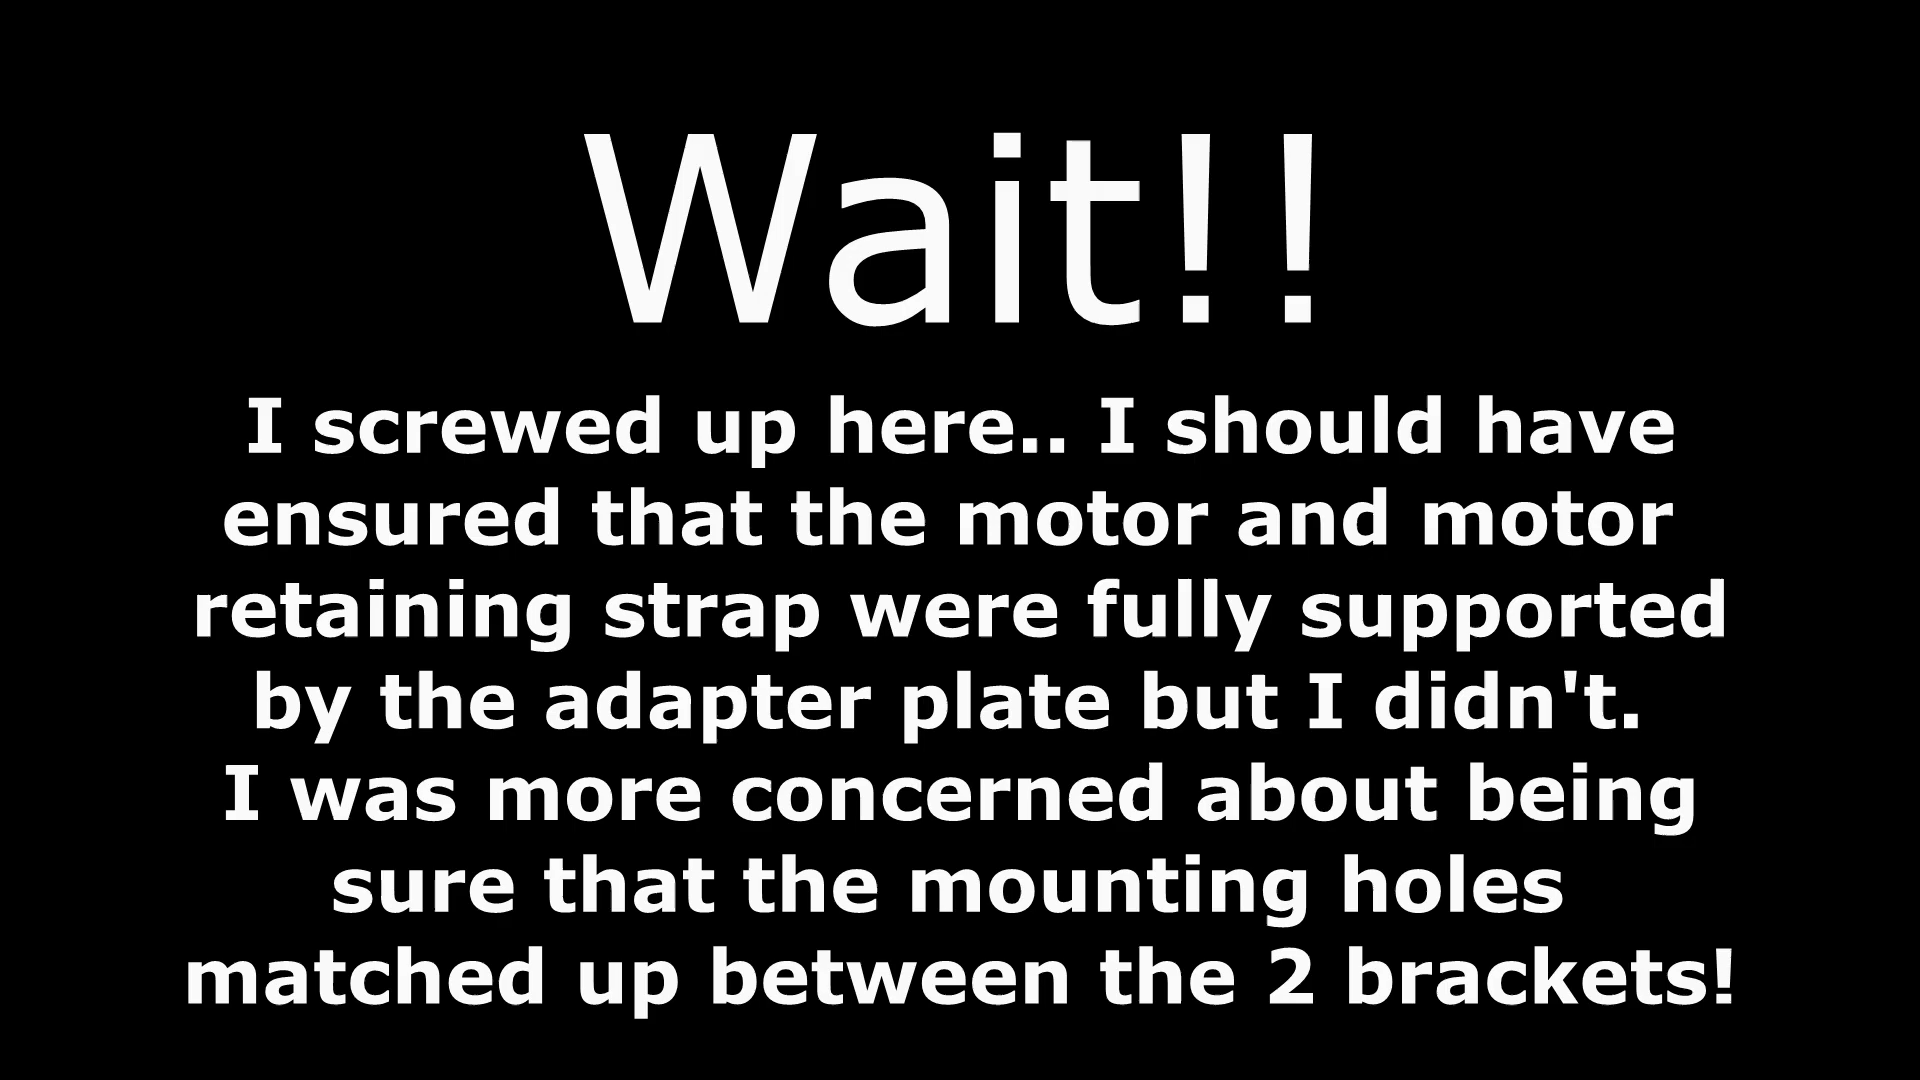 Wait!!
I screwed up here.. I should have
ensured that the motor and motor
retaining strap were fully supported
by the adapter plate but I didn't.
I was more concerned about being
sure that the mounting holes
matched up between the 2 brackets!